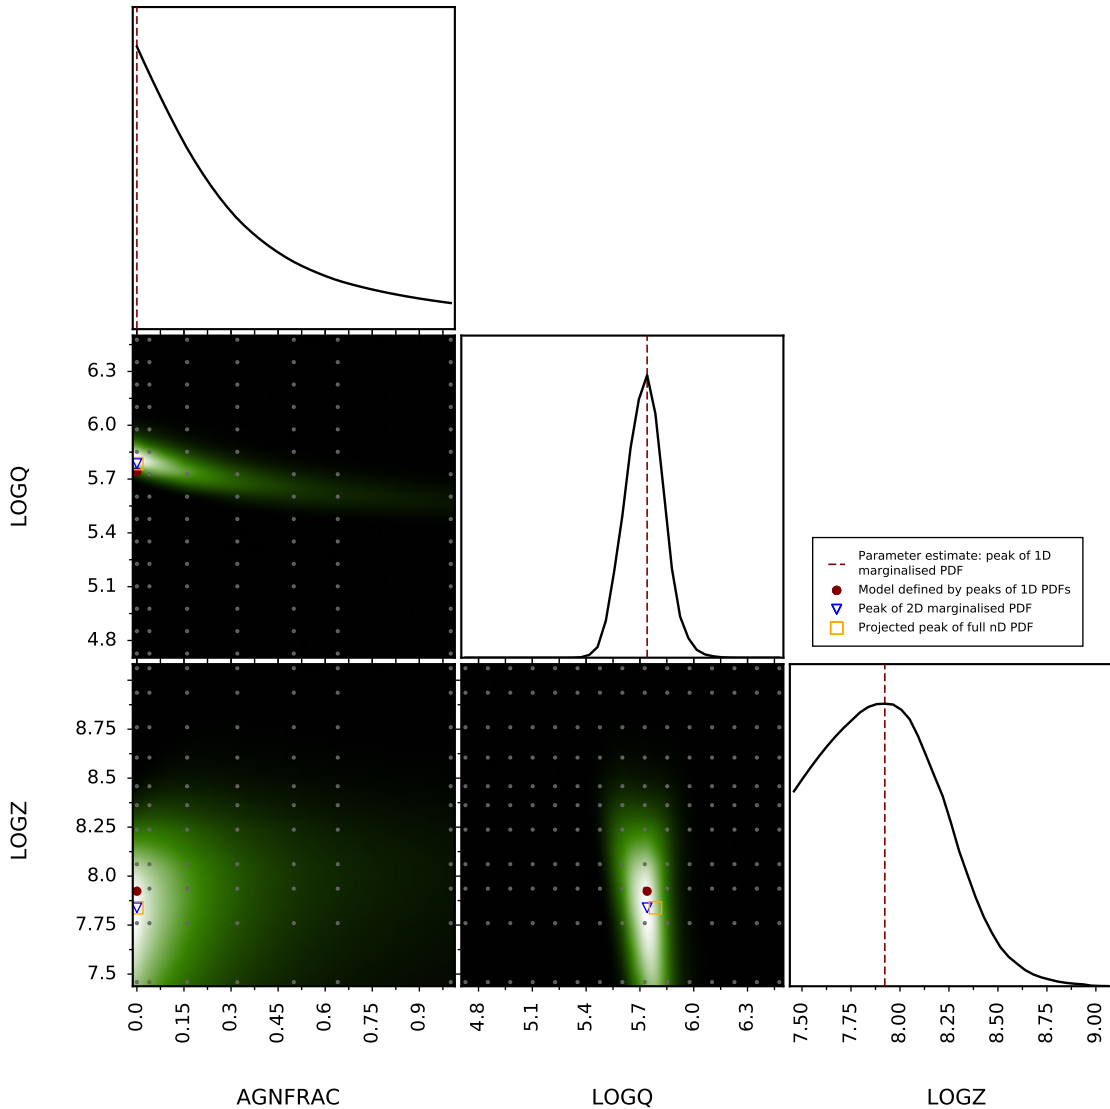 6.3
6.0
5.7
5.4
5.1
4.8
LOGQ
Parameter estimate: peak of 1D
marginalised PDF
Model defined by peaks of 1D PDFs
Peak of 2D marginalised PDF
Projected peak of full nD PDF
8.75
8.5
8.25
8.0
7.75
7.5
LOGZ
0.0 0.15 0.3 0.45 0.6 0.75 0.9
4.8 5.1 5.4 5.7 6.0 6.3
7.50 7.75 8.00 8.25 8.50 8.75 9.00
AGNFRAC LOGQ LOGZ